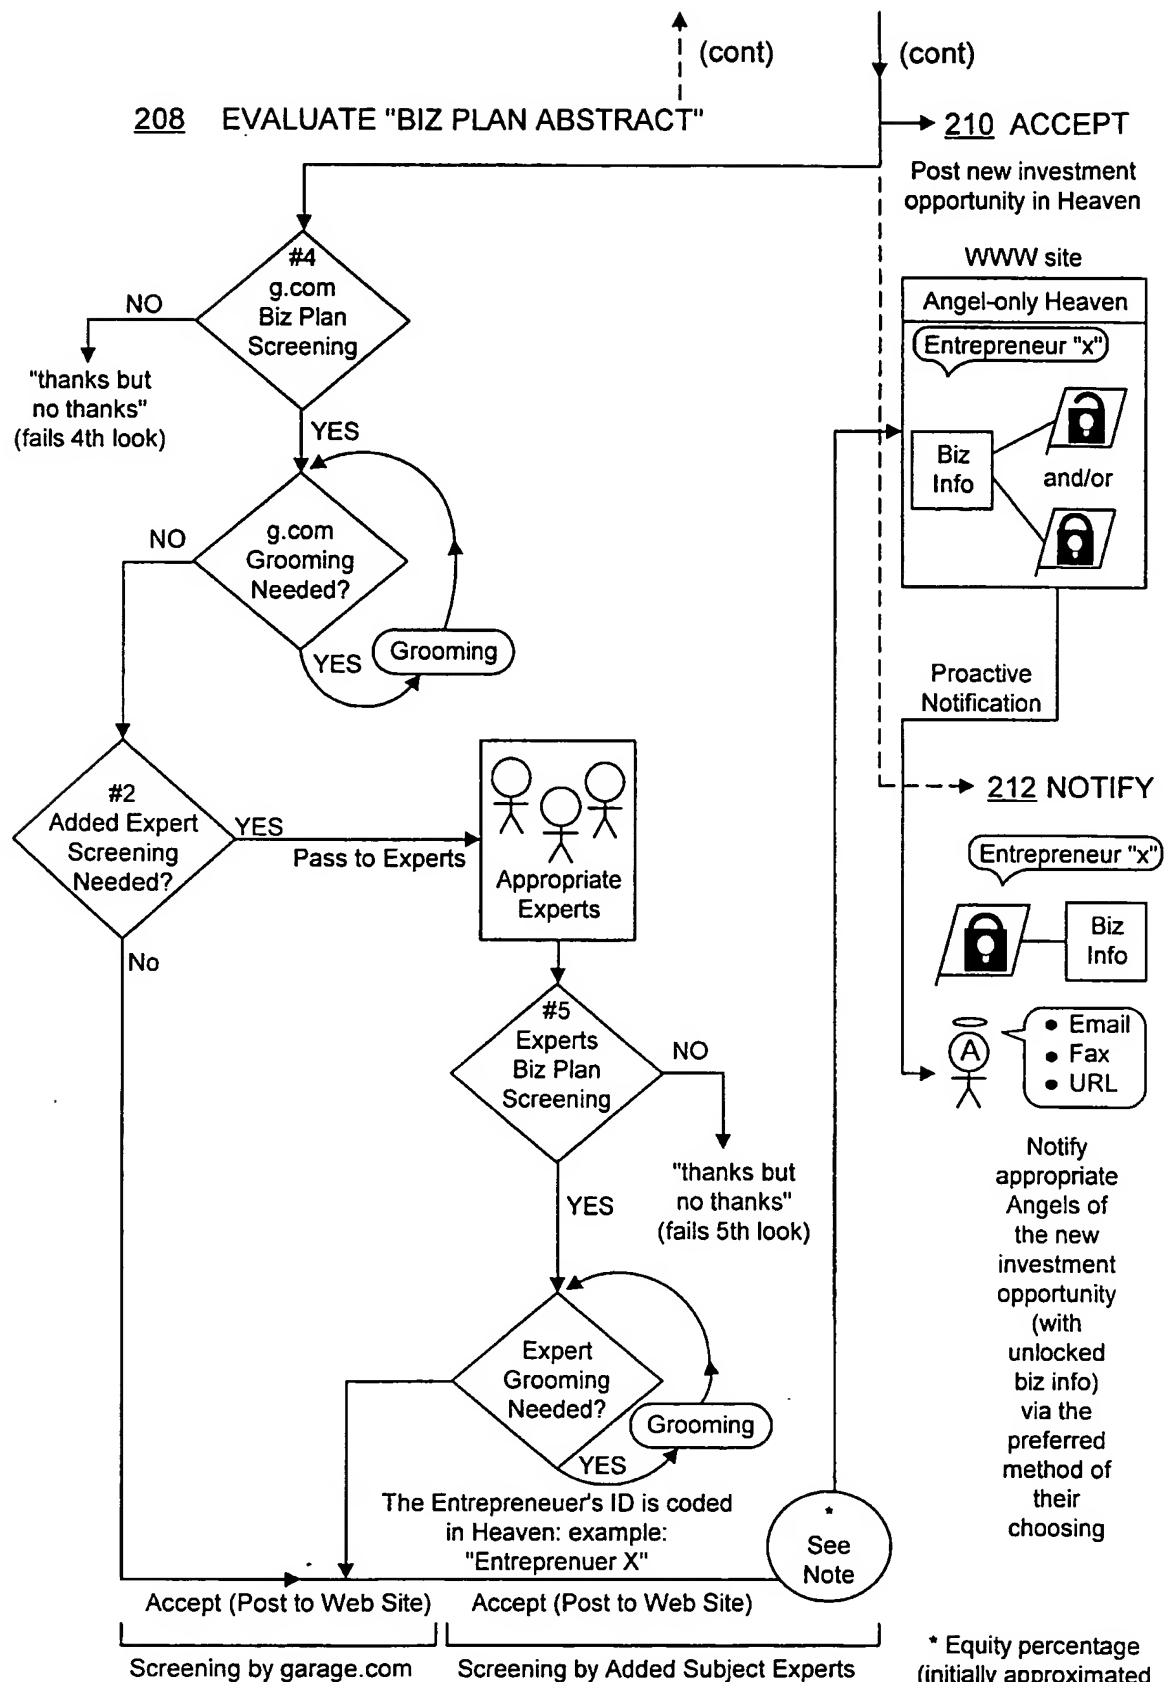 (cont)
(cont)
208 EVALUATE "BIZ PLAN ABSTRACT"
210 ACCEPT
Post new investment
opportunity in Heaven
WWW site
Angel-only Heaven
Entrepreneur "x"
Biz
Info
and/or
#4
g.com
Biz Plan
Screening
NO
"thanks but
no thanks"
(fails 4th look)
YES
g.com
Grooming
Needed?
NO
YES
Grooming
Proactive
Notification
#2
Added Expert
Screening
Needed?
YES
Pass to Experts
No
Appropriate
Experts
212 NOTIFY
Entrepreneur "x"
Biz
Info
A
• Email
• Fax
• URL
#5
Experts
Biz Plan
Screening
NO
"thanks but
no thanks"
(fails 5th look)
YES
Notify
appropriate
Angels of
the new
investment
opportunity
(with
unlocked
biz info)
via the
preferred
method of
their
choosing
Expert
Grooming
Needed?
Grooming
YES
The Entrepreneuer's ID is coded
in Heaven: example:
"Entreprenuer X"
*
See
Note
Accept (Post to Web Site)
Accept (Post to Web Site)
Screening by garage.com
Screening by Added Subject Experts
* Equity percentage
(initially approximated